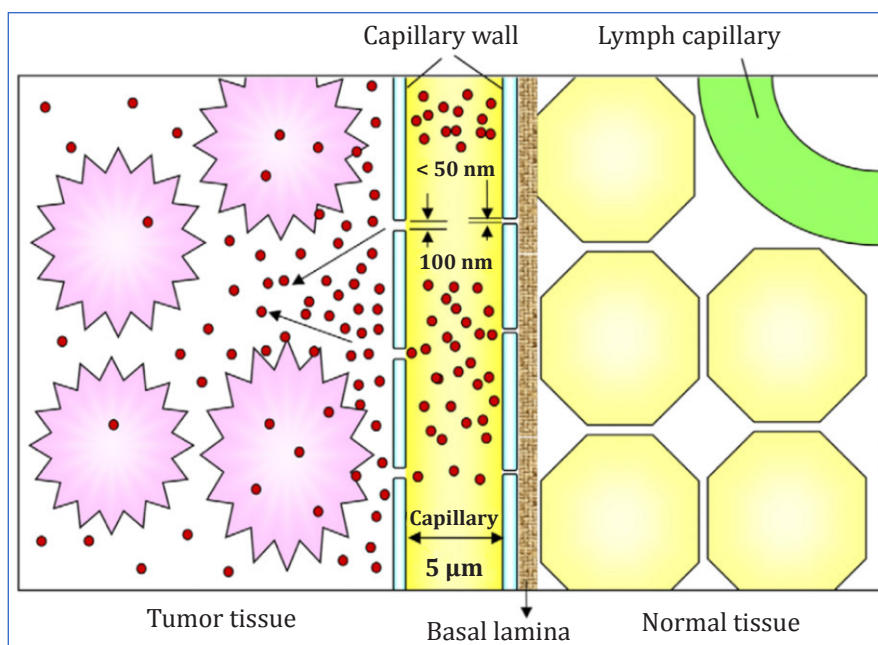 Capillary wall
Lymph capillary
< 50 nm
100 nm
Capillary
5 μm
Tumor tissue
Basal lamina
Normal tissue